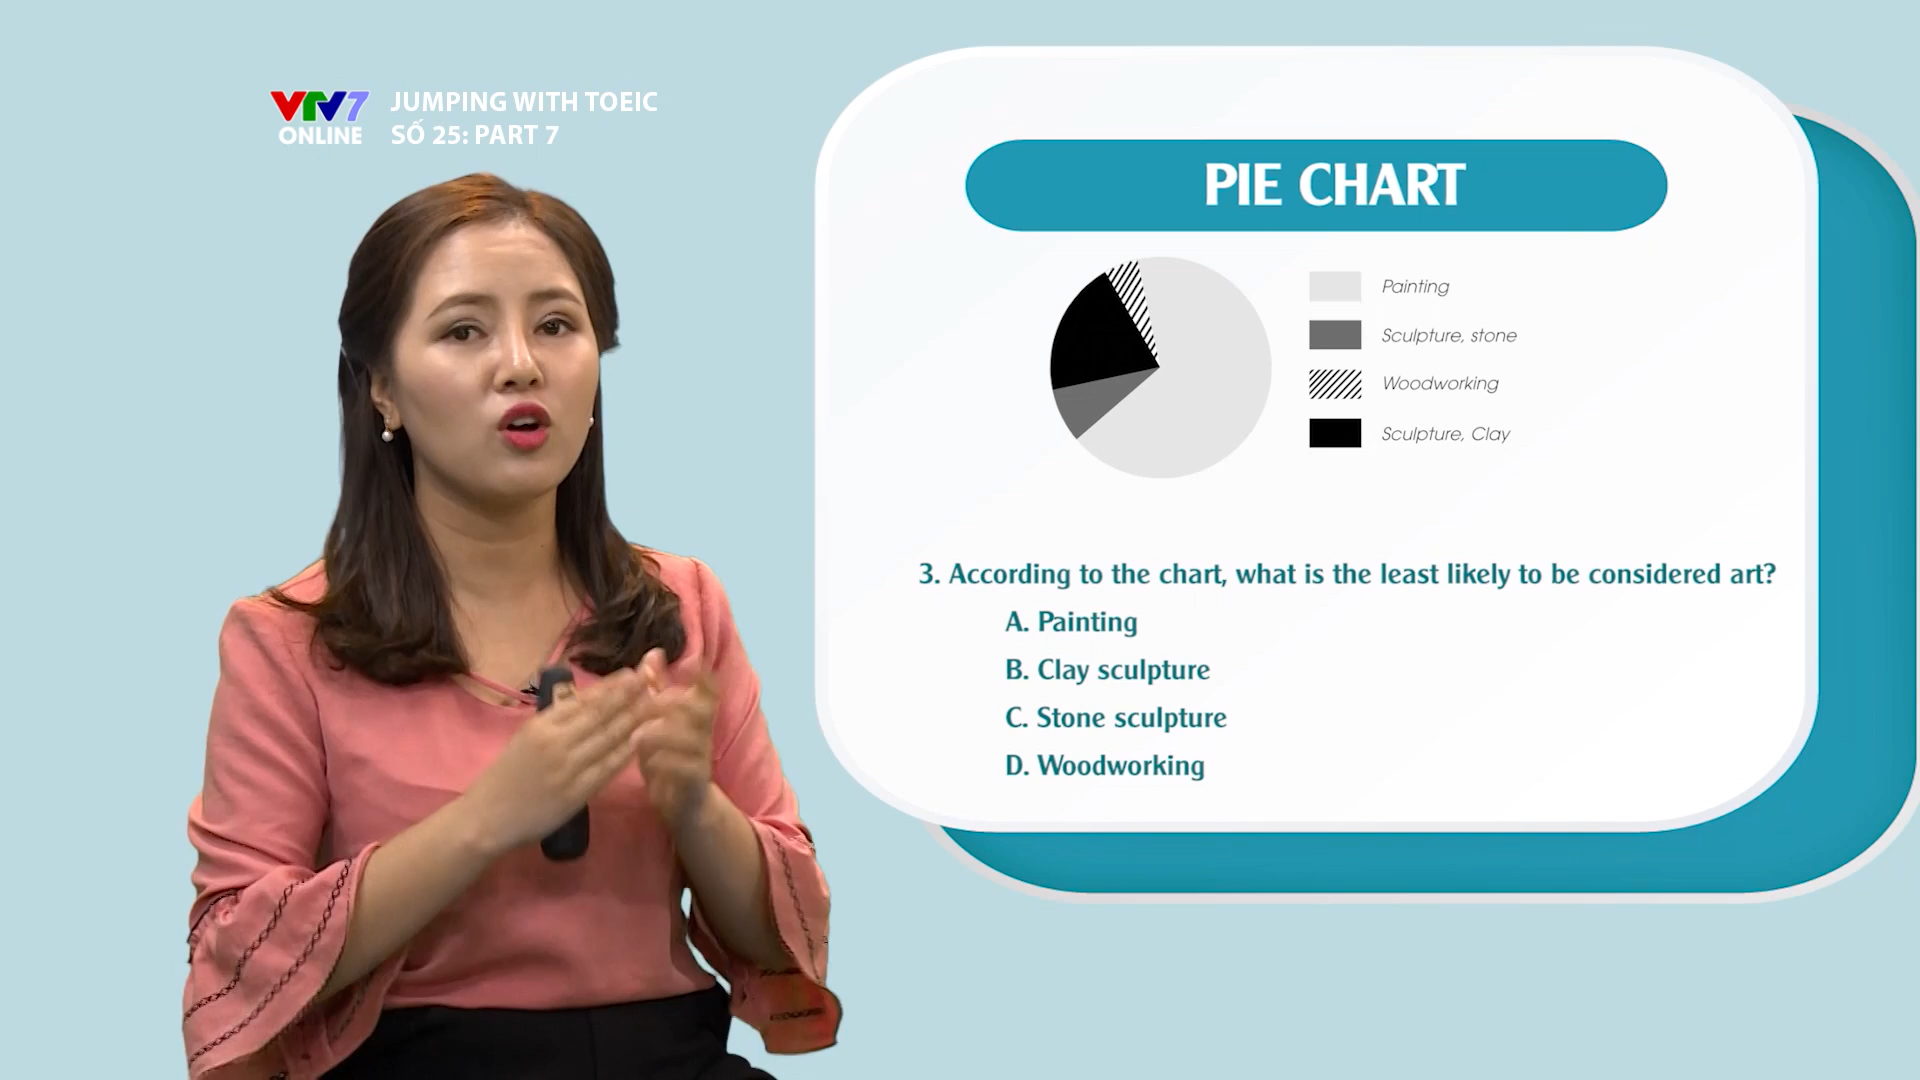 VTV7
ONLINE
JUMPING WITH TOEIC
SỐ 25: PART 7
PIE CHART
Painting
Sculpture, stone
Woodworking
Sculpture, Clay
3. According to the chart, what is the least likely to be considered art?
A. Painting
B. Clay sculpture
C. Stone sculpture
D. Woodworking